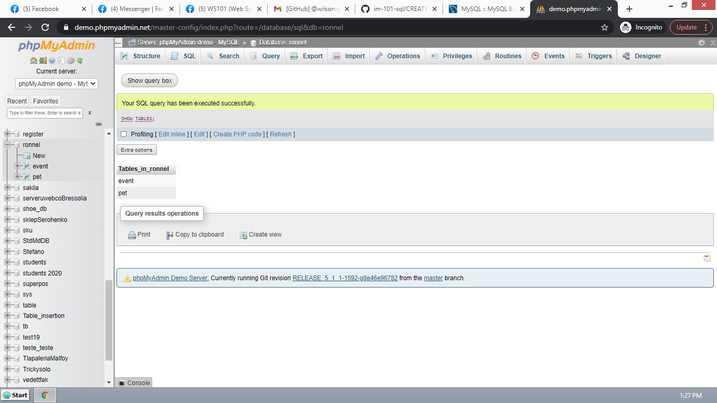 (2) Facebook
(4) Messenger | Fa
(5) WS101 (Web Sy
[GitHub] @wilson-
im-101-sql/CREATI
MySQL :: MySQL 8.
demo.phpmyadmin
demo.phpmyadmin.net/master-config/index.php?route=/database/sql&db=ronnel
Incognito
Update
phpMyAdmin
Current server:
phpMyAdmin demo - MyS
Recent
Favorites
Type to filter these, Enter to search a
x
register
ronnel
New
event
pet
sakila
serveruwebcoBressolia
shoe_db
sklepSerohenko
sku
StdMdDB
Stefano
students
students 2020
superpos
sys
table
Table_insertion
tb
test19
teste_teste
TlapaleriaMalfoy
Trickysolo
vedettfak
Server: phpMyAdmin demo - MySQL » Database: ronnel
Structure
SQL
Search
Query
Export
Import
Operations
Privileges
Routines
Events
Triggers
Designer
Show query box
Your SQL query has been executed successfully.
SHOW TABLES;
Profiling [ Edit inline ] [ Edit ] [ Create PHP code ] [ Refresh ]
Extra options
Tables_in_ronnel
event
pet
Query results operations
Print
Copy to clipboard
Create view
phpMyAdmin Demo Server: Currently running Git revision RELEASE_5_1_1-1592-g8e46e96782 from the master branch.
Console
Start
1:27 PM